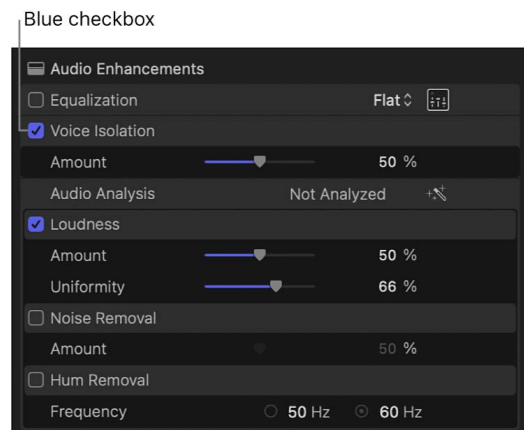 Blue checkbox
Audio Enhancements
Equalization Flat
Voice Isolation
Amount 50 %
Audio Analysis Not Analyzed
Loudness
Amount 50 %
Uniformity 66 %
Noise Removal
Amount 50 %
Hum Removal
Frequency 50 Hz 60 Hz